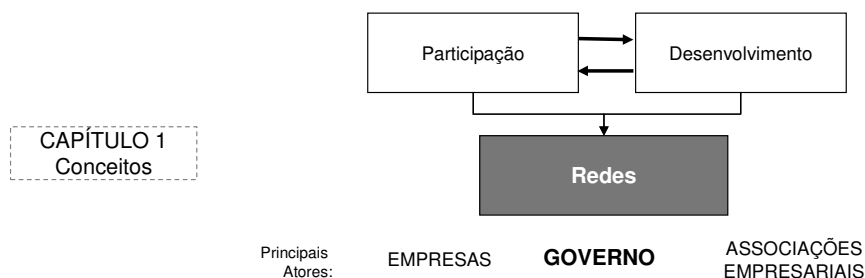 Participação
Desenvolvimento
CAPÍTULO 1
Conceitos
Redes
Principais
Atores:
EMPRESAS
GOVERNO
ASSOCIAÇÕES
EMPRESARIAIS